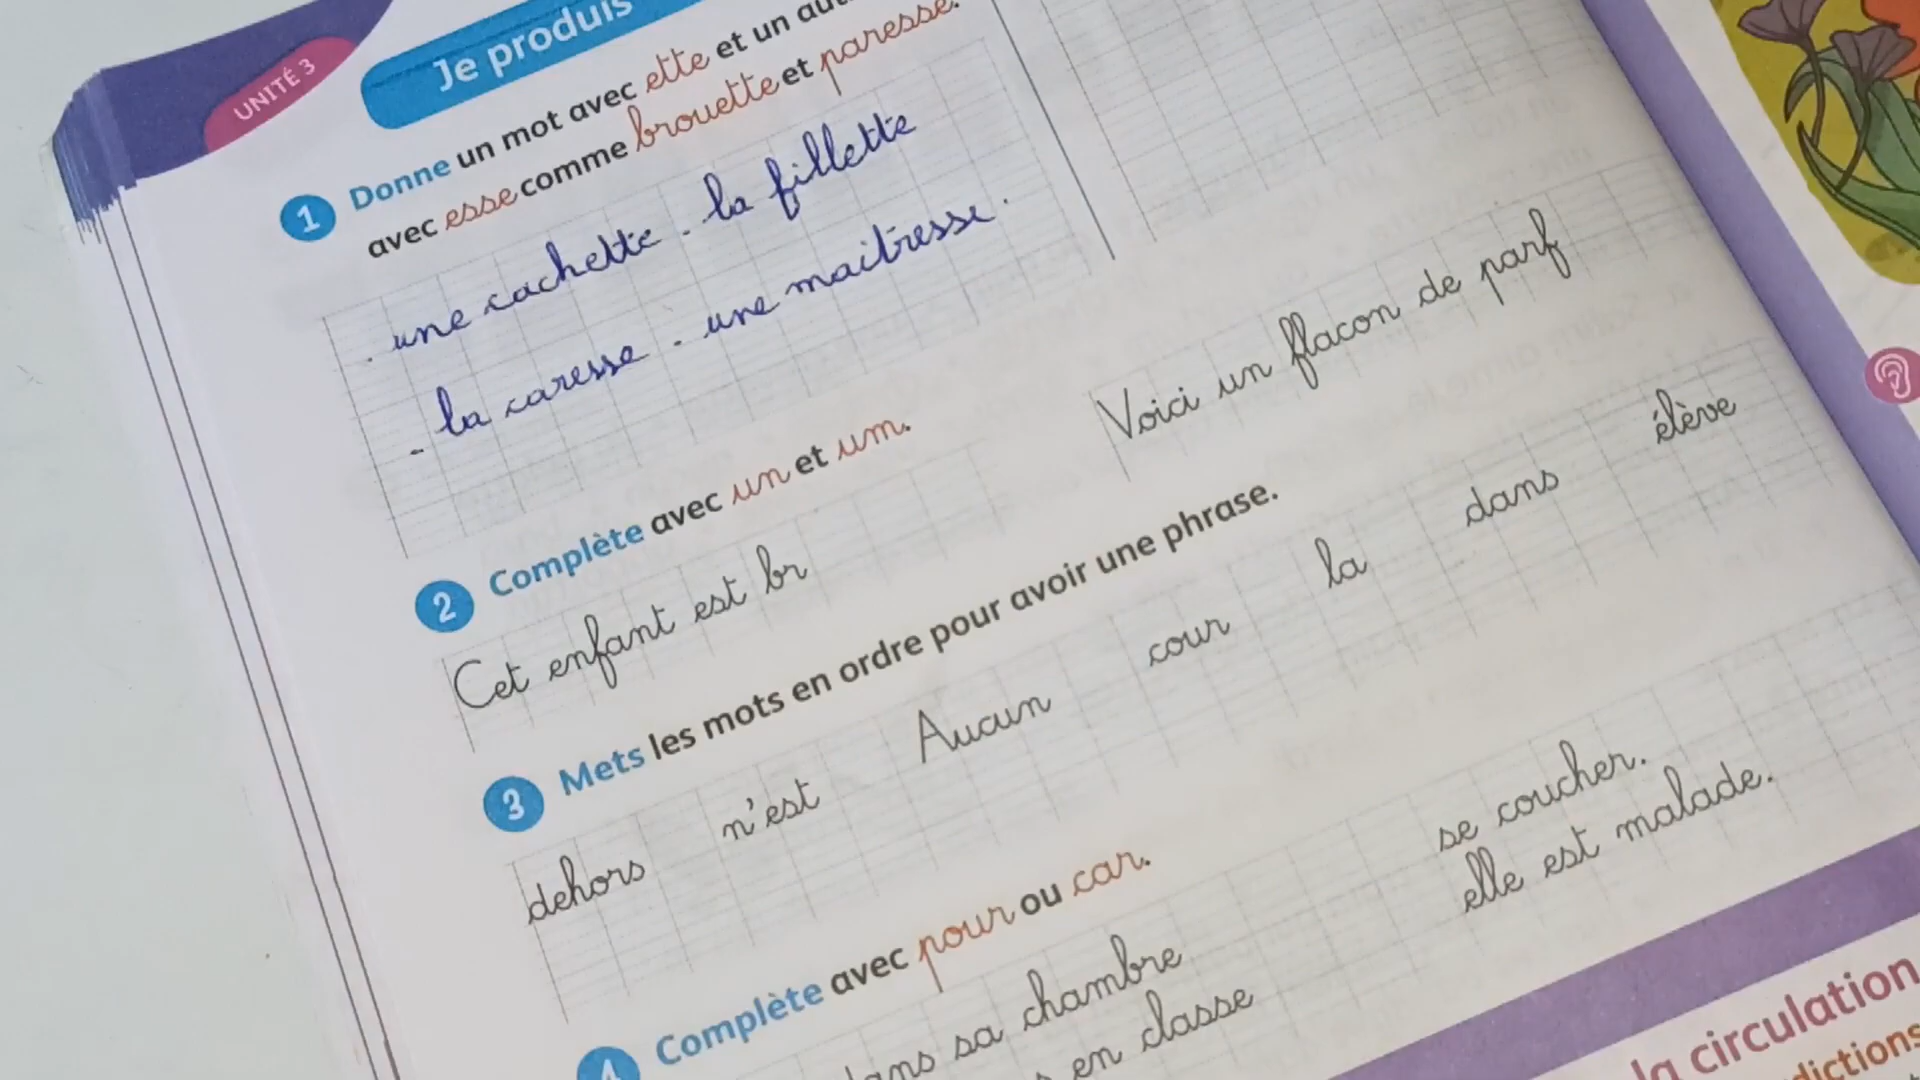 UNITÉ 3
Je produis
1 Donne un mot avec ette et un
avec esse comme brouette et paresse.
. une cachette . la fillette
- la caresse . une maitresse.
2 Complète avec un et um.
Cet enfant est br
Voici un flacon de parf
3 Mets les mots en ordre pour avoir une phrase.
dehors n'est Aucun cour la dans élève
4 Complète avec pour ou car.
sa chambre se coucher.
en classe elle est malade.
la circulation